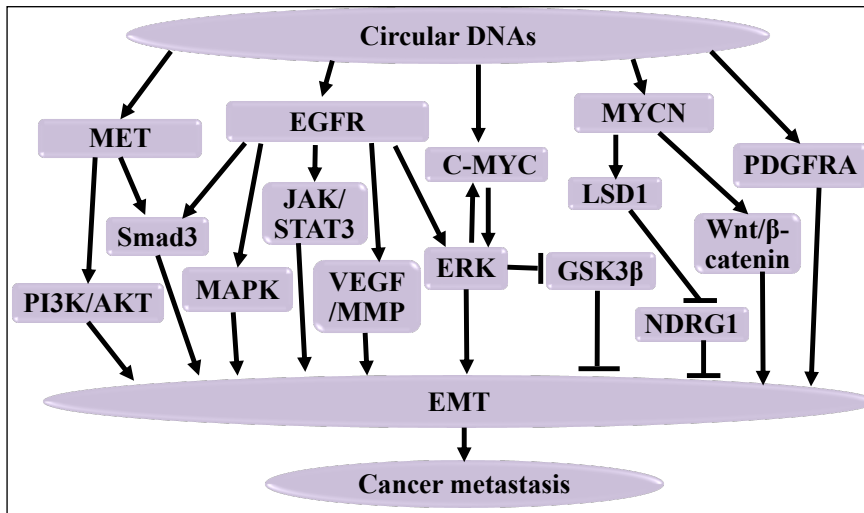 Circular DNAs
MET
EGFR
MYCN
C-MYC
PDGFRA
JAK/
STAT3
LSD1
Smad3
Wnt/β-
catenin
PI3K/AKT
MAPK
VEGF
/MMP
ERK
GSK3β
NDRG1
EMT
Cancer metastasis